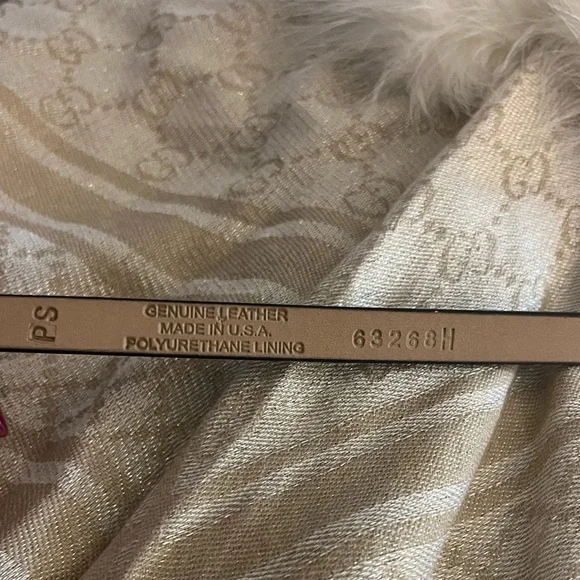 PS
GENUINE LEATHER
MADE IN U.S.A.
POLYURETHANE LINING
63268H